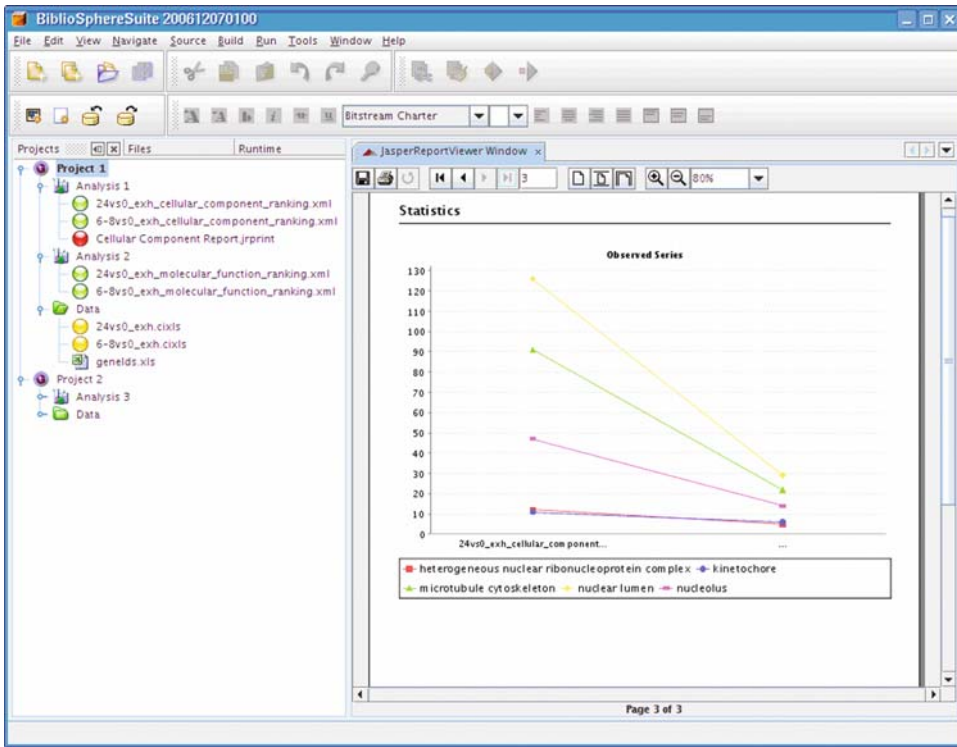 BiblioSphereSuite 200612070100
File Edit View Navigate Source Build Run Tools Window Help
Bitstream Charter
Projects Files Runtime
Project 1
Analysis 1
24vs0_exh_cellular_component_ranking.xml
6-8vs0_exh_cellular_component_ranking.xml
Cellular Component Report.jrprint
Analysis 2
24vs0_exh_molecular_function_ranking.xml
6-8vs0_exh_molecular_function_ranking.xml
Data
24vs0_exh.cixls
6-8vs0_exh.cixls
geneIds.xls
Project 2
Analysis 3
Data
JasperReportViewer Window
3
80%
Statistics
Observed Series
130
120
110
100
90
80
70
60
50
40
30
20
10
0
24vs0_exh_cellular_component... ...
heterogeneous nuclear ribonucleoprotein complex kinetochore
microtubule cytoskeleton nuclear lumen nucleolus
Page 3 of 3